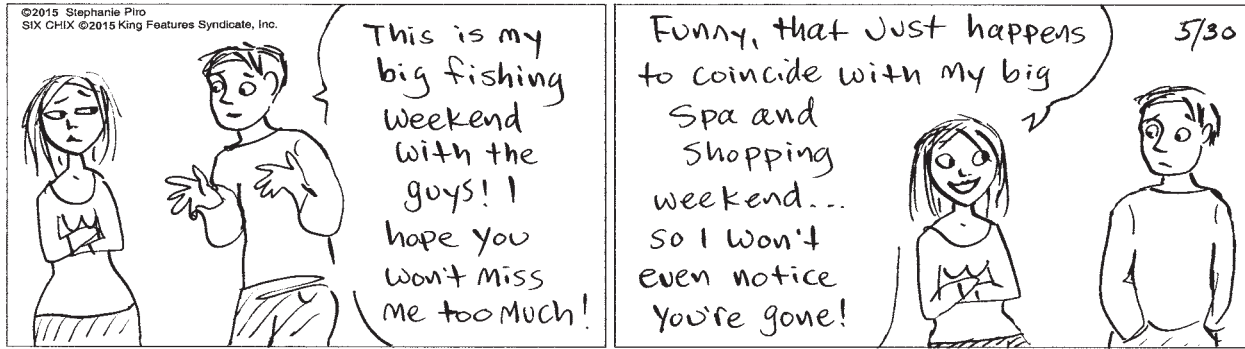 ©2015 Stephanie Piro
SIX CHIX ©2015 King Features Syndicate, Inc.
This is my
big fishing
weekend
with the
guys! I
hope you
won't miss
me too much!
Funny, that just happens
to coincide with my big
spa and
shopping
weekend...
so I won't
even notice
you're gone!
5/30